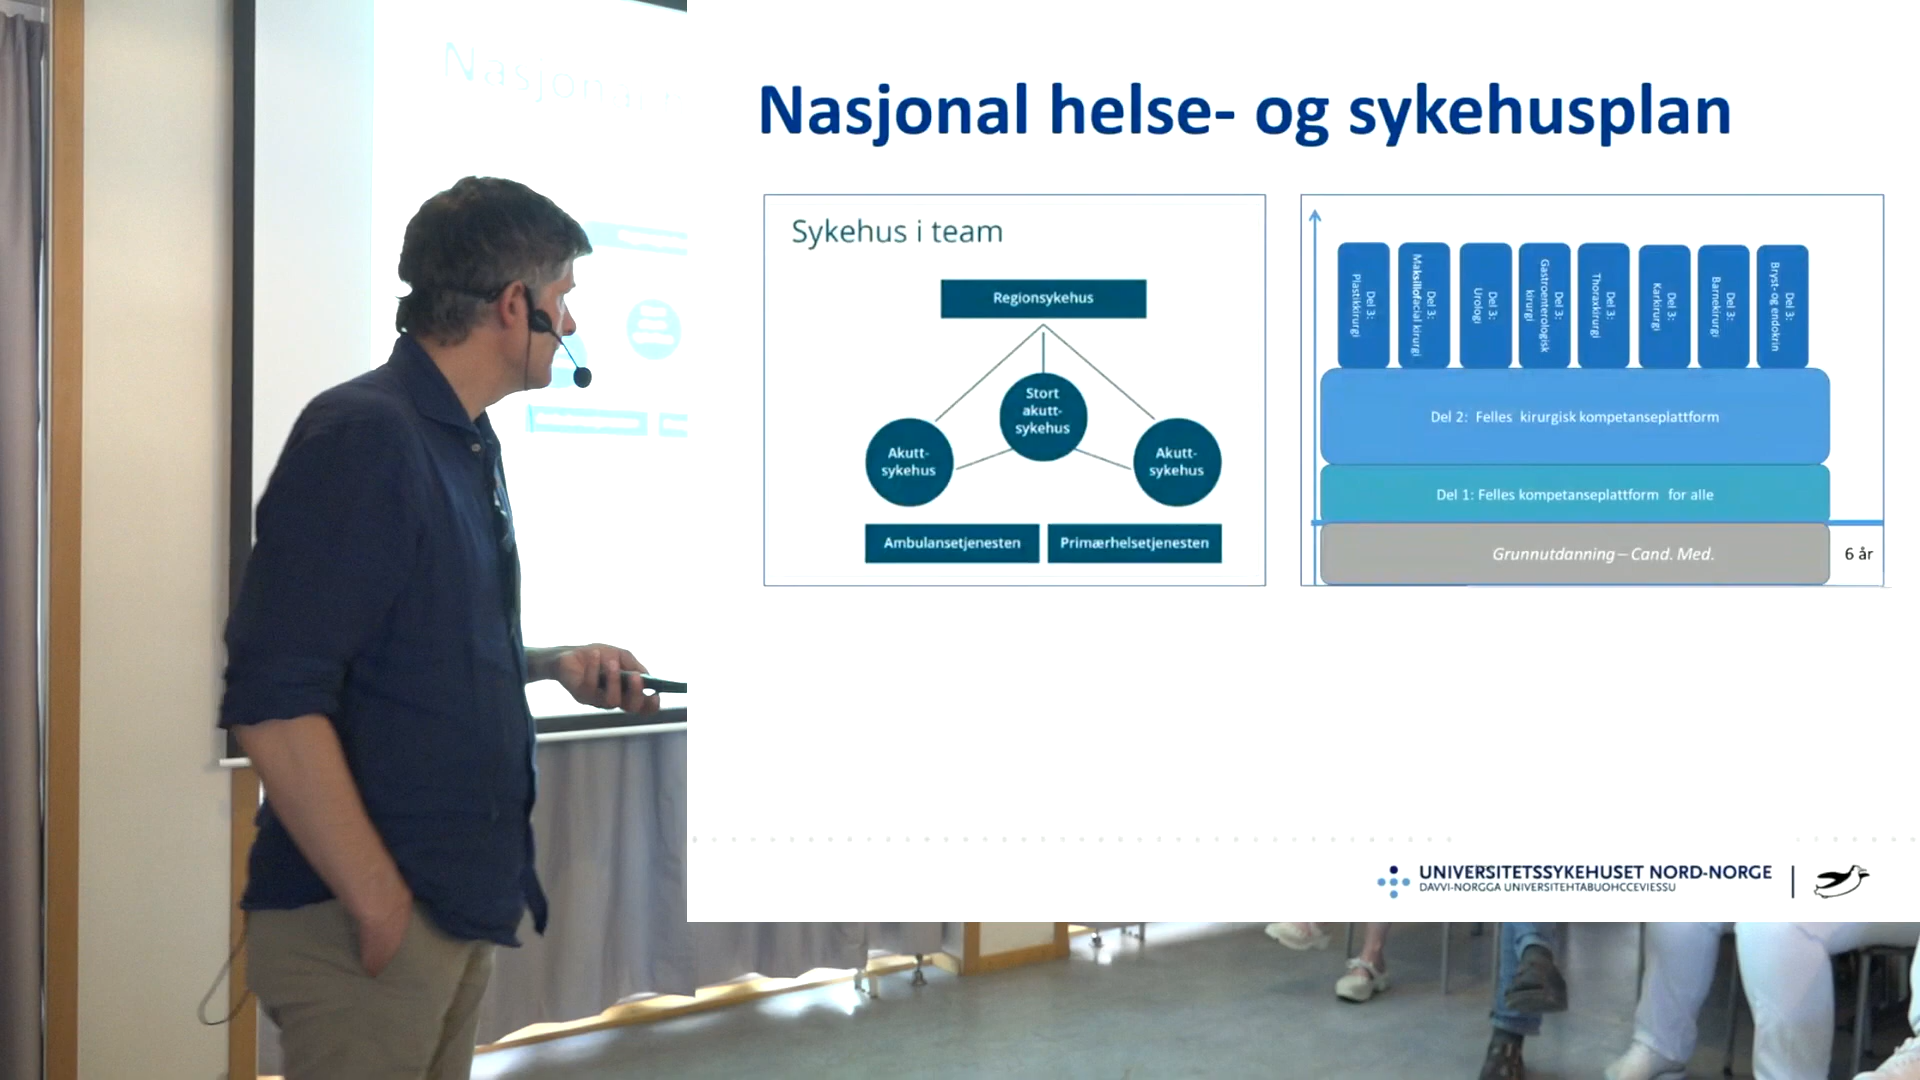 Nasjonal helse- og sykehusplan
Nasjona
Sykehus i team
Regionsykehus
Stort
akutt-
sykehus
Akutt-
sykehus
Akutt-
sykehus
Ambulansetjenesten
Primærhelsetjenesten
Del 3:
Plastikkirurgi
Del 3:
Maksillofacial kirurgi
Del 3:
Urologi
Del 3:
Gastroenterologisk
kirurgi
Del 3:
Thoraxkirurgi
Del 3:
Karkirurgi
Del 3:
Barnekirurgi
Del 3:
Bryst- og endokrin
Del 2: Felles kirurgisk kompetanseplattform
Del 1: Felles kompetanseplattform for alle
Grunnutdanning – Cand. Med.
6 år
UNIVERSITETSSYKEHUSET NORD-NORGE
DAVVI-NORGGA UNIVERSITEHTABUOHCCEVIESSU